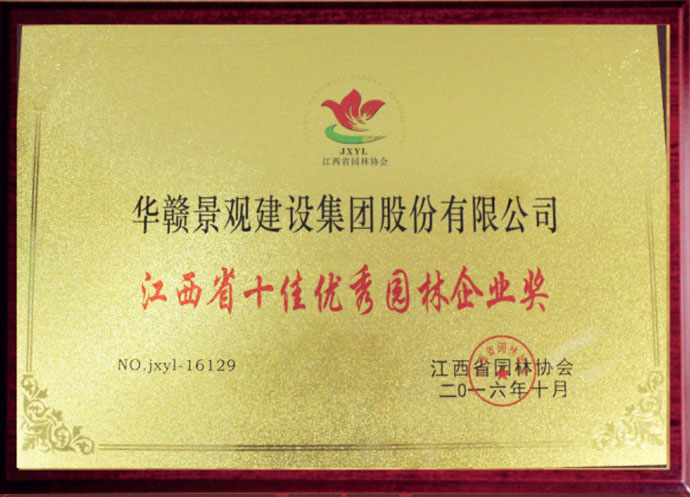 JXYL
江西省园林协会
华赣景观建设集团股份有限公司
江西省十佳优秀园林企业奖
NO.jxyl-16129
江西省园林协会
二〇一六年十月